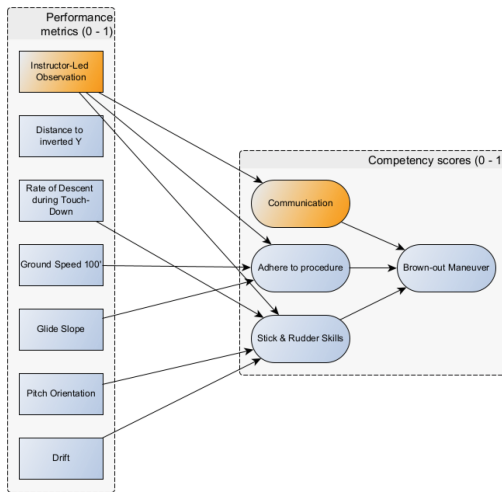 Performance
metrics (0 - 1)
Instructor-Led
Observation
Distance to
inverted Y
Rate of Descent
during Touch-
Down
Ground Speed 100'
Glide Slope
Pitch Orientation
Drift
Competency scores (0 - 1
Communication
Adhere to procedure
Brown-out Maneuver
Stick & Rudder Skills